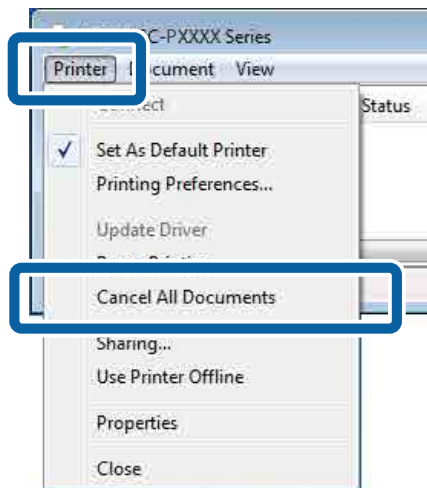 C-PXXXX Series
Printer Document View
Connect
Status
Set As Default Printer
Printing Preferences...
Update Driver
Cancel All Documents
Sharing...
Use Printer Offline
Properties
Close